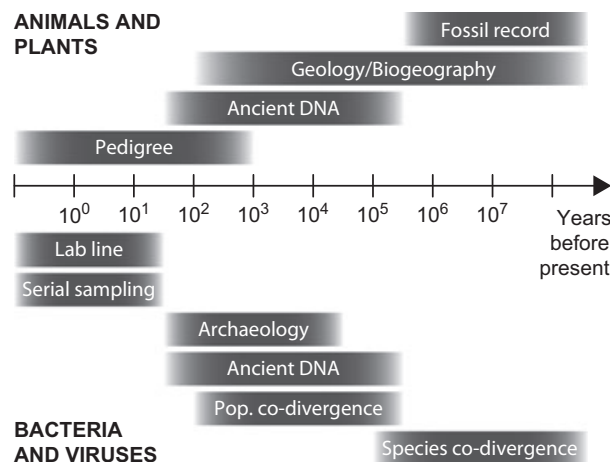 ANIMALS AND
PLANTS
Fossil record
Geology/Biogeography
Ancient DNA
Pedigree
10⁰ 10¹ 10² 10³ 10⁴ 10⁵ 10⁶ 10⁷ Years
before
present
Lab line
Serial sampling
Archaeology
Ancient DNA
Pop. co-divergence
Species co-divergence
BACTERIA
AND VIRUSES